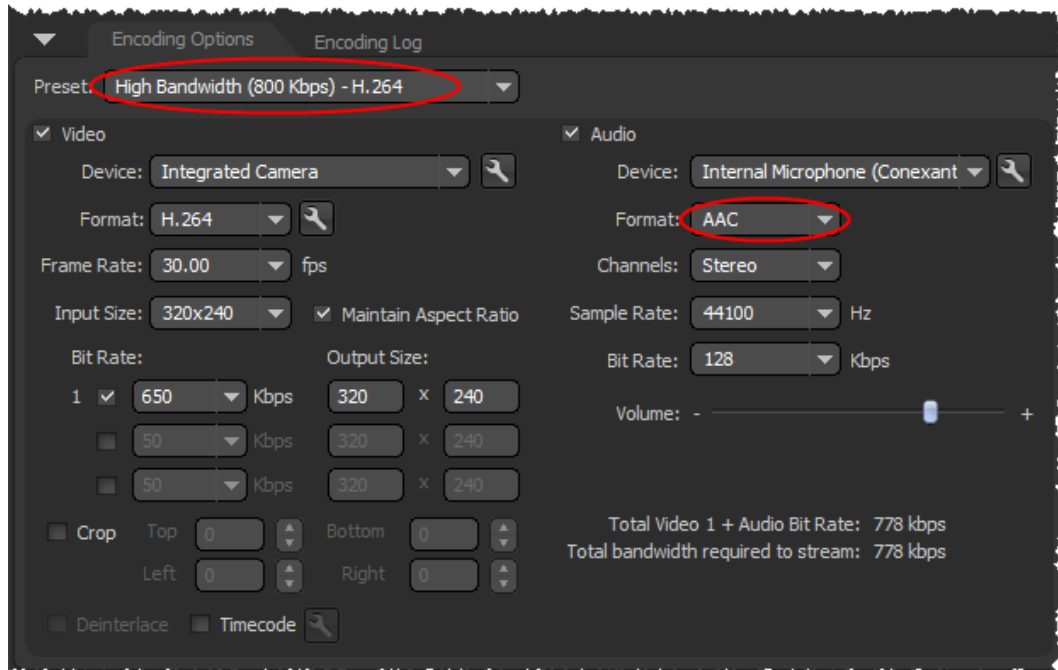 Encoding Options Encoding Log
Preset: High Bandwidth (800 Kbps) - H.264
Video
Device: Integrated Camera
Format: H.264
Frame Rate: 30.00 fps
Input Size: 320x240 Maintain Aspect Ratio
Bit Rate: Output Size:
1 650 Kbps 320 x 240
50 Kbps 320 x 240
50 Kbps 320 x 240
Crop Top 0 Bottom 0
Left 0 Right 0
Deinterlace Timecode
Audio
Device: Internal Microphone (Conexant
Format: AAC
Channels: Stereo
Sample Rate: 44100 Hz
Bit Rate: 128 Kbps
Volume: - +
Total Video 1 + Audio Bit Rate: 778 kbps
Total bandwidth required to stream: 778 kbps